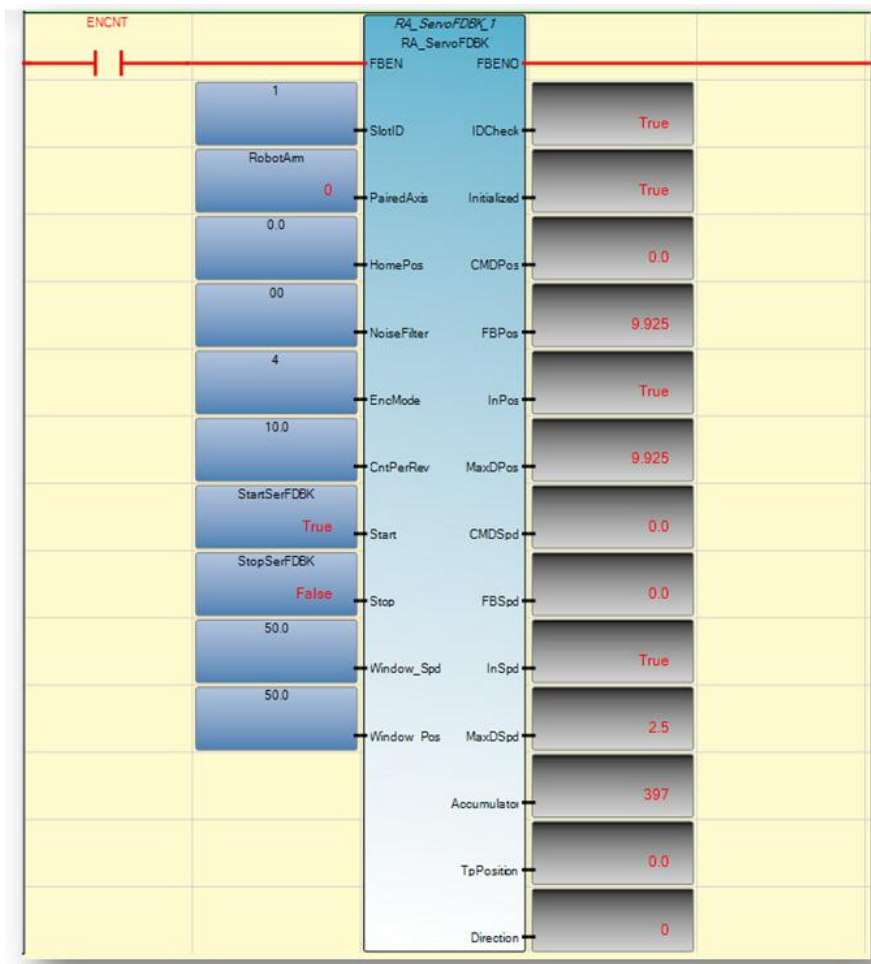 ENCNT
RA_ServoFDBK_1
RA_ServoFDBK
FBEN FBENO
1
SlotID IDCheck True
RobotArm
0 PairedAxis Initialized True
0.0
HomePos CMDPos 0.0
00
NoiseFilter FBPos 9.925
4
EncMode InPos True
10.0
CntPerRev MaxDPos 9.925
StartSerFDBK
True Start CMDSpd 0.0
StopSerFDBK
False Stop FBSpd 0.0
50.0
Window_Spd InSpd True
50.0
Window Pos MaxDSpd 2.5
Accumulator 397
TpPosition 0.0
Direction 0